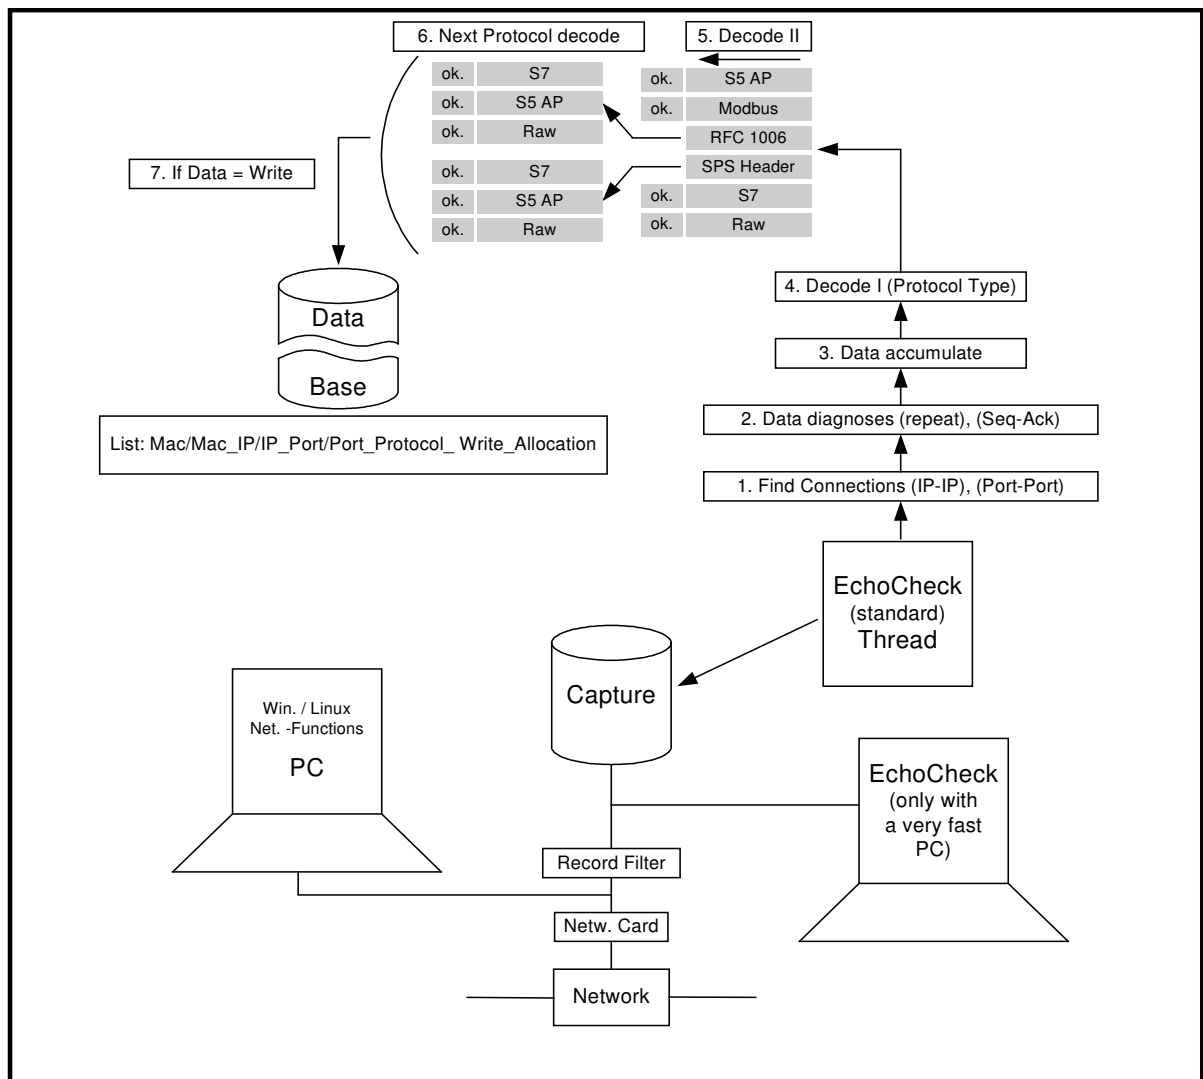 6. Next Protocol decode
5. Decode II
ok. S7
ok. S5 AP
ok. Raw
ok. S7
ok. S5 AP
ok. Raw
ok. S5 AP
ok. Modbus
RFC 1006
SPS Header
ok. S7
ok. Raw
7. If Data = Write
4. Decode I (Protocol Type)
3. Data accumulate
2. Data diagnoses (repeat), (Seq-Ack)
1. Find Connections (IP-IP), (Port-Port)
Data
Base
List: Mac/Mac_IP/IP_Port/Port_Protocol_ Write_Allocation
EchoCheck
(standard)
Thread
Capture
Win. / Linux
Net. -Functions
PC
EchoCheck
(only with
a very fast
PC)
Record Filter
Netw. Card
Network